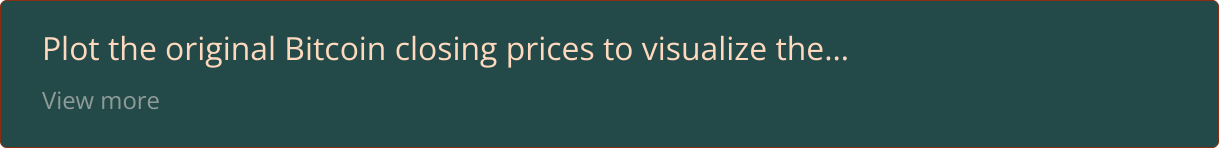 Plot the original Bitcoin closing prices to visualize the...
View more